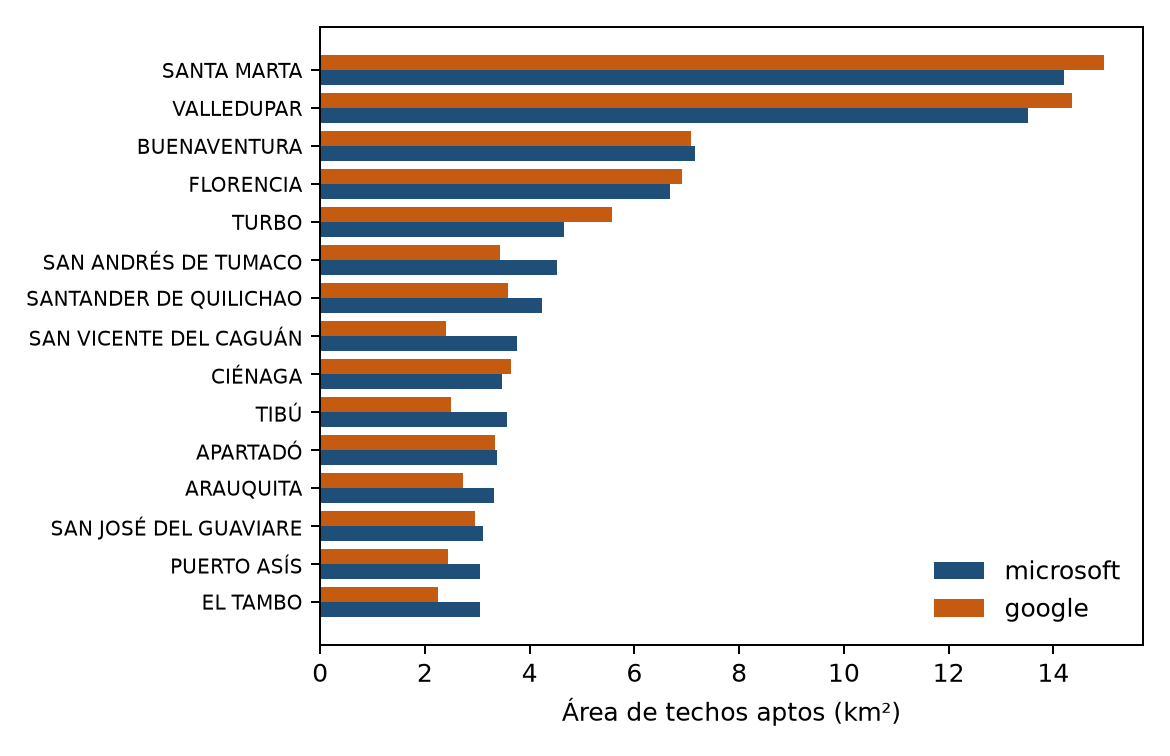 SANTA MARTA
VALLEDUPAR
BUENAVENTURA
FLORENCIA
TURBO
SAN ANDRÉS DE TUMACO
SANTANDER DE QUILICHAO
SAN VICENTE DEL CAGUÁN
CIÉNAGA
TIBÚ
APARTADÓ
ARAUQUITA
SAN JOSÉ DEL GUAVIARE
PUERTO ASÍS
EL TAMBO
microsoft
google
0 2 4 6 8 10 12 14
Área de techos aptos (km²)